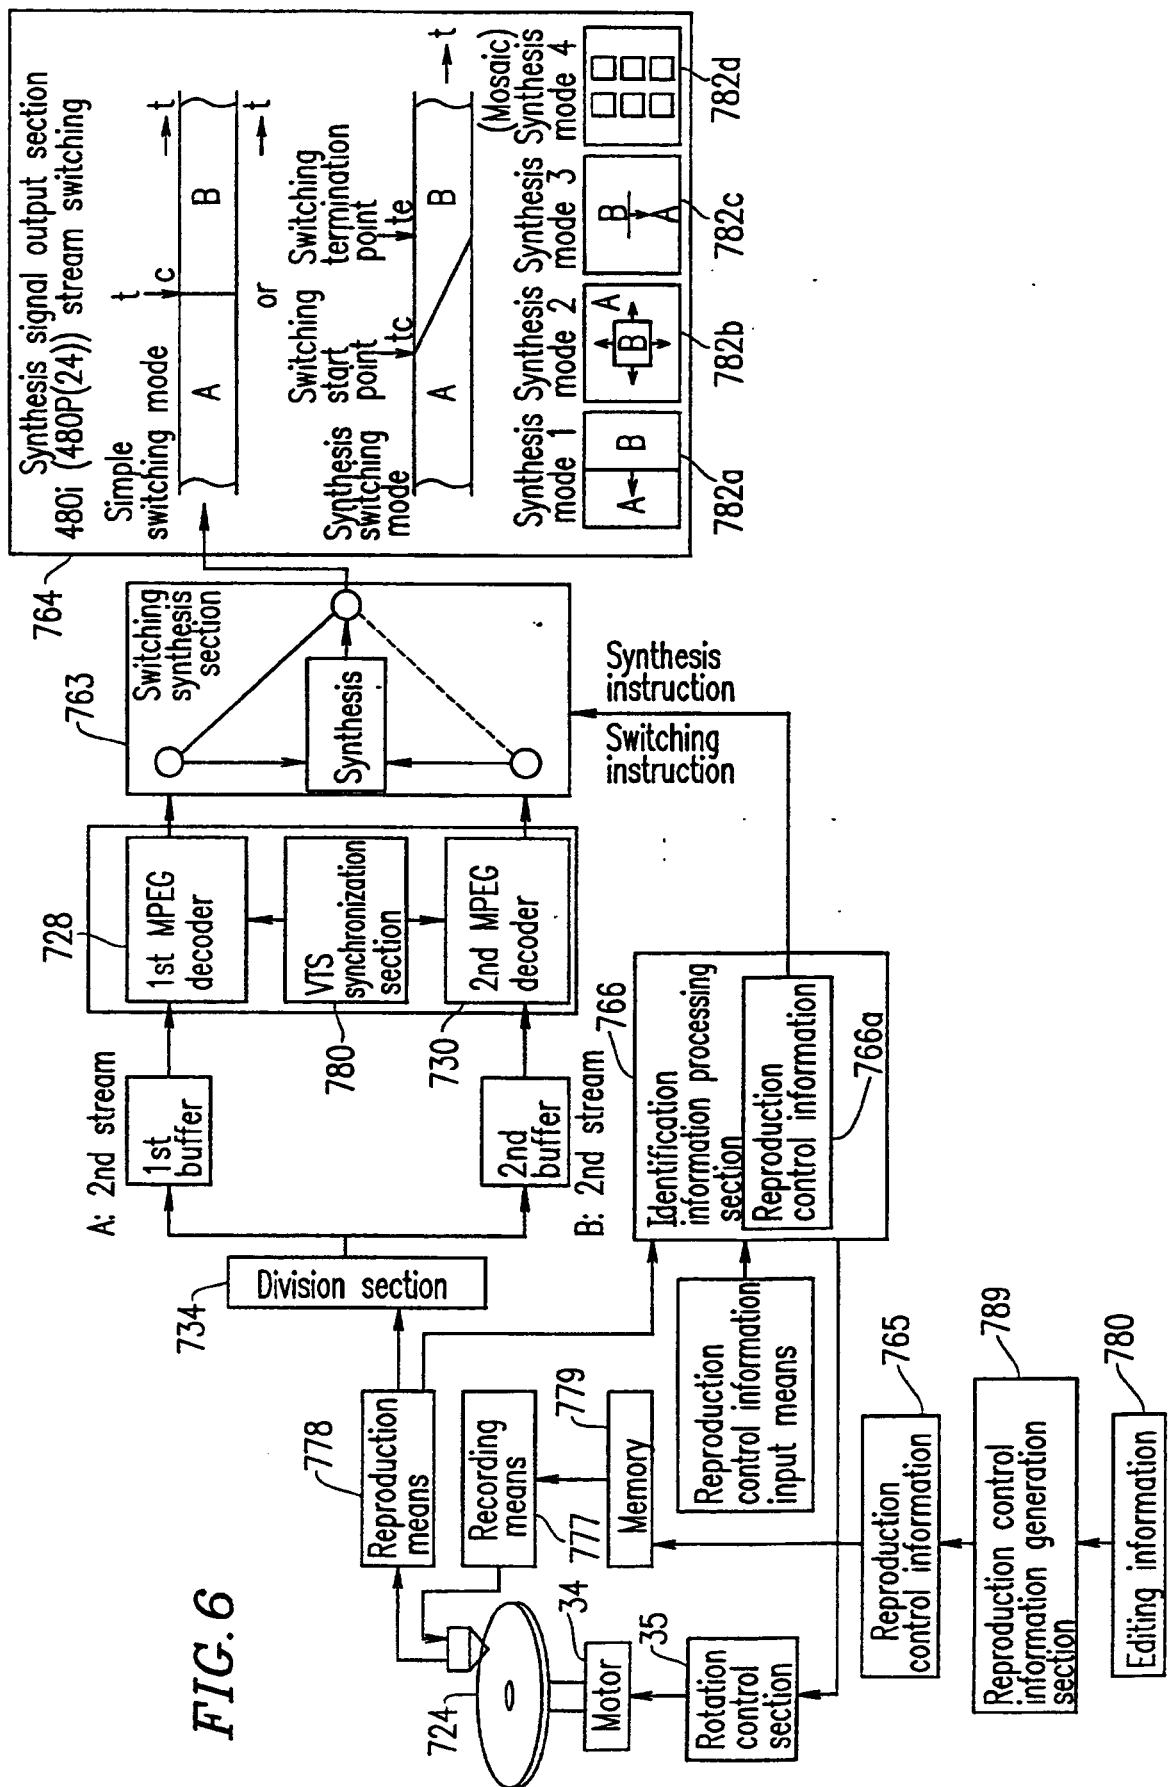 FIG. 6
Synthesis signal output section
480i (480P(24)) stream switching
764
Simple
switching mode
t
c
A
B
t
t
or
Synthesis
switching
mode
Switching
start
point
tc
Switching
termination
point
te
A
B
t
Synthesis
mode 1
A
B
782a
Synthesis
mode 2
B
A
782b
Synthesis
mode 3
B
A
782c
(Mosaic)
Synthesis
mode 4
782d
763
Switching
synthesis
section
Synthesis
Switching
instruction
Synthesis
instruction
728
1st MPEG
decoder
VTS
synchronization
section
780
2nd MPEG
decoder
730
A: 2nd stream
1st
buffer
2nd
buffer
B: 2nd stream
734
Division section
778
Reproduction
means
Recording
means
777
779
Memory
724
34
Motor
35
Rotation
control
section
766
Identification
information processing
section
Reproduction
control information
766a
Reproduction
control information
input means
765
Reproduction
control information
789
Reproduction control
information generation
section
780
Editing information